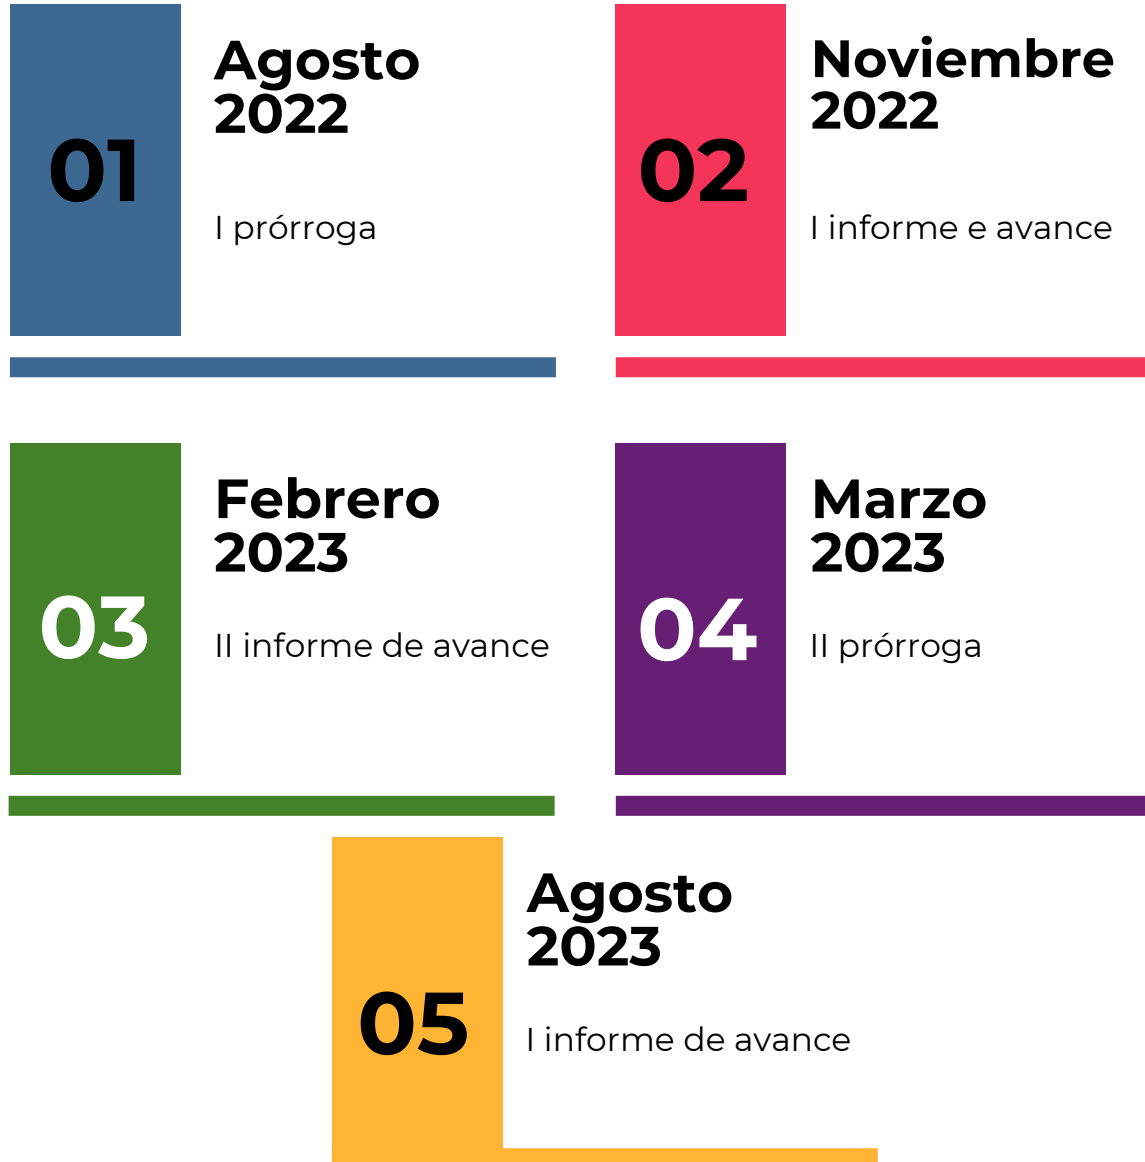 01
Agosto
2022
I prórroga
02
Noviembre
2022
I informe e avance
03
Febrero
2023
II informe de avance
04
Marzo
2023
II prórroga
05
Agosto
2023
I informe de avance